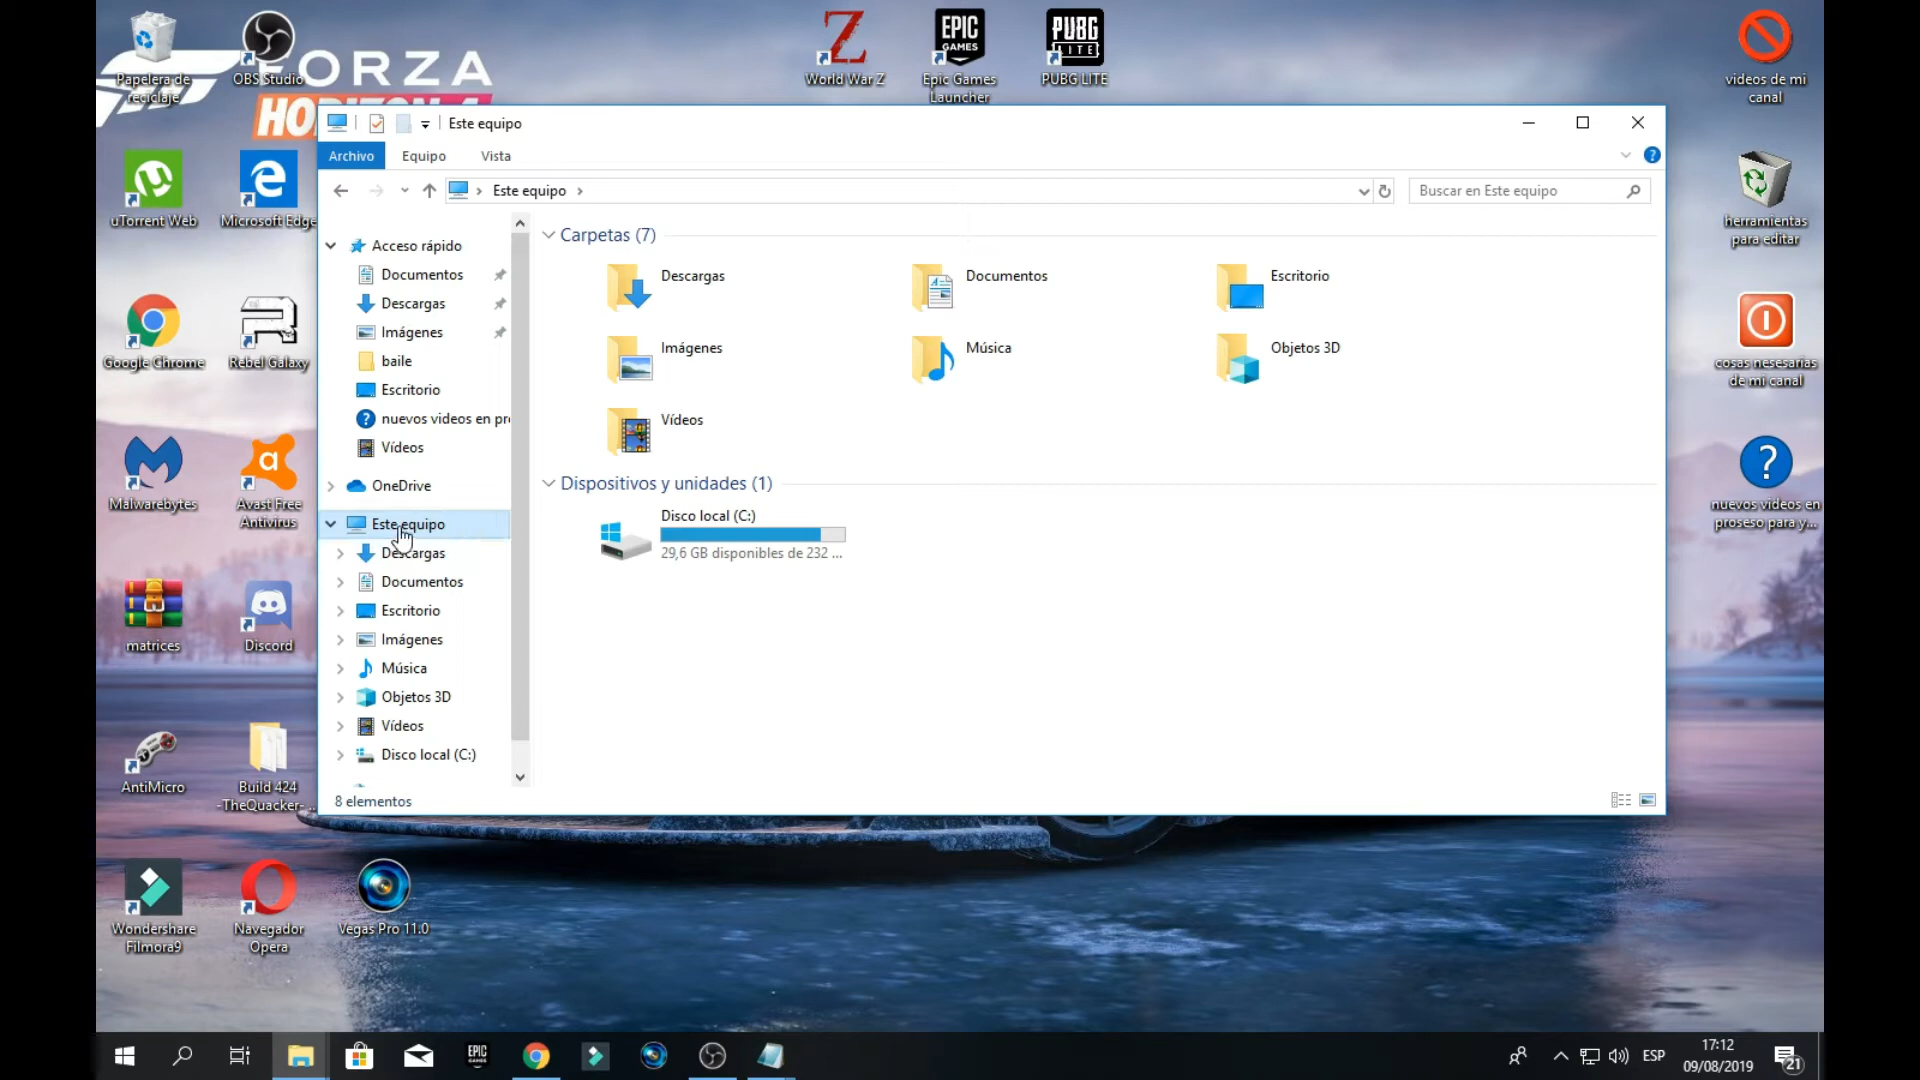 Papelera de
reciclaje
OBS Studio
FORZA
World War Z
EPIC
GAMES
Epic Games
Launcher
PUBG
LITE
PUBG LITE
videos de mi
canal
Este equipo
Archivo
Equipo
Vista
Este equipo
Buscar en Este equipo
uTorrent Web
Microsoft Edge
herramientas
para editar
Google Chrome
Rebel Galaxy
cosas nesesarias
de mi canal
Malwarebytes
Avast Free
Antivirus
nuevos videos en
proseso para y...
matrices
Discord
AntiMicro
Build 424
-TheQuacker-...
Wondershare
Filmora9
Navegador
Opera
Vegas Pro 11.0
Acceso rápido
Documentos
Descargas
Imágenes
baile
Escritorio
nuevos videos en pr
Vídeos
OneDrive
Este equipo
Descargas
Documentos
Escritorio
Imágenes
Música
Objetos 3D
Vídeos
Disco local (C:)
Carpetas (7)
Descargas
Documentos
Escritorio
Imágenes
Música
Objetos 3D
Vídeos
Dispositivos y unidades (1)
Disco local (C:)
29,6 GB disponibles de 232 ...
8 elementos
EPIC
ESP
17:12
09/08/2019
21